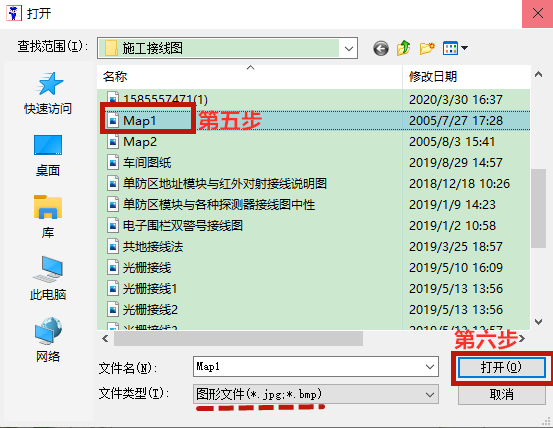 打开
查找范围(I):
施工接线图
名称
修改日期
1585557471(1)
2020/3/30 16:37
Map1
第五步
2005/7/27 17:28
Map2
2005/8/3 15:41
车间图纸
2019/8/29 14:57
单防区地址模块与红外对射接线说明图
2018/12/18 10:26
单防区模块与各种探测器接线图中性
2019/1/9 14:23
电子围栏双警号接线图
2019/1/2 10:58
共地接线法
2019/3/25 18:57
光栅接线
2019/5/10 16:09
光栅接线1
2019/5/13 13:56
光栅接线2
2019/5/13 13:56
光栅接线3
快速访问
桌面
库
此电脑
网络
第六步
文件名(N):
Map1
打开(O)
文件类型(T):
图形文件(*.jpg;*.bmp)
取消